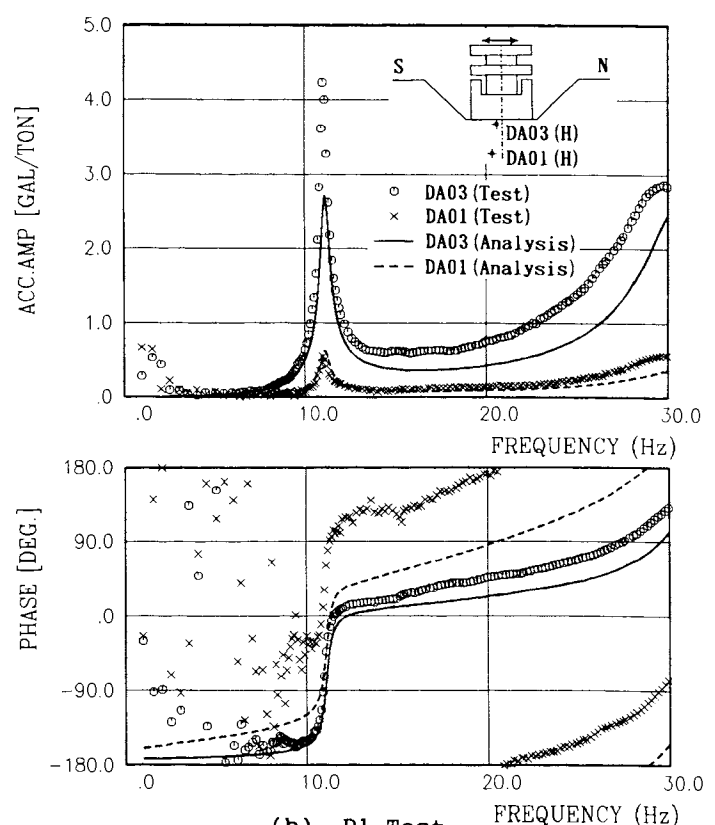 5.0
4.0
3.0
2.0
1.0
.0
ACC.AMP [GAL/TON]
S
N
DA03(H)
DA01(H)
DA03(Test)
DA01(Test)
DA03(Analysis)
DA01(Analysis)
.0 10.0 20.0 30.0
FREQUENCY (Hz)
180.0
90.0
.0
-90.0
-180.0
PHASE [DEG.]
.0 10.0 20.0 30.0
FREQUENCY (Hz)